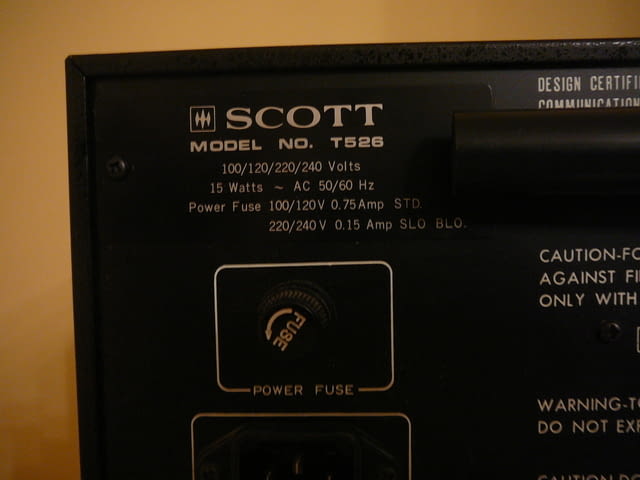 SCOTT
MODEL NO. T526
100/120/220/240 Volts
15 Watts ~ AC 50/60 Hz
Power Fuse 100/120V 0.75Amp STD.
220/240V 0.15 Amp SLO BLO.
DESIGN CERTIFI
COMMUNICATION
CAUTION-FO
AGAINST FI
ONLY WITH
FUSE
POWER FUSE
WARNING-TO
DO NOT EXP